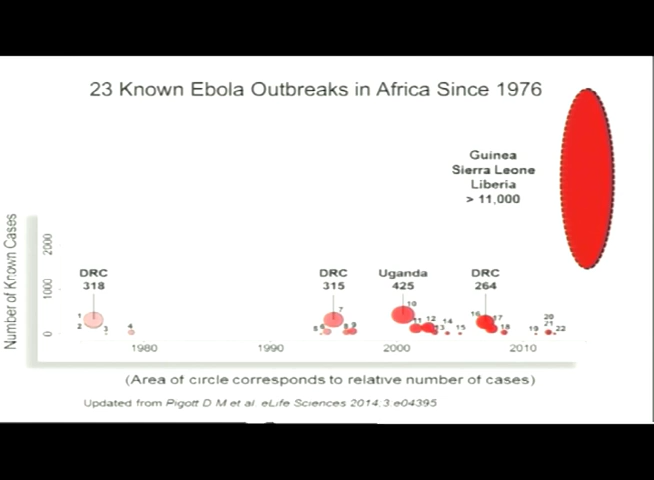 23 Known Ebola Outbreaks in Africa Since 1976
Guinea
Sierra Leone
Liberia
> 11,000
Number of Known Cases
2000
1000
0
DRC
318
DRC
315
Uganda
425
DRC
264
1
2
3
4
7
8
9
10
11
12
13
14
15
16
17
18
19
20
21
22
1980
1990
2000
2010
(Area of circle corresponds to relative number of cases)
Updated from Pigott D M et al. eLife Sciences 2014;3:e04395